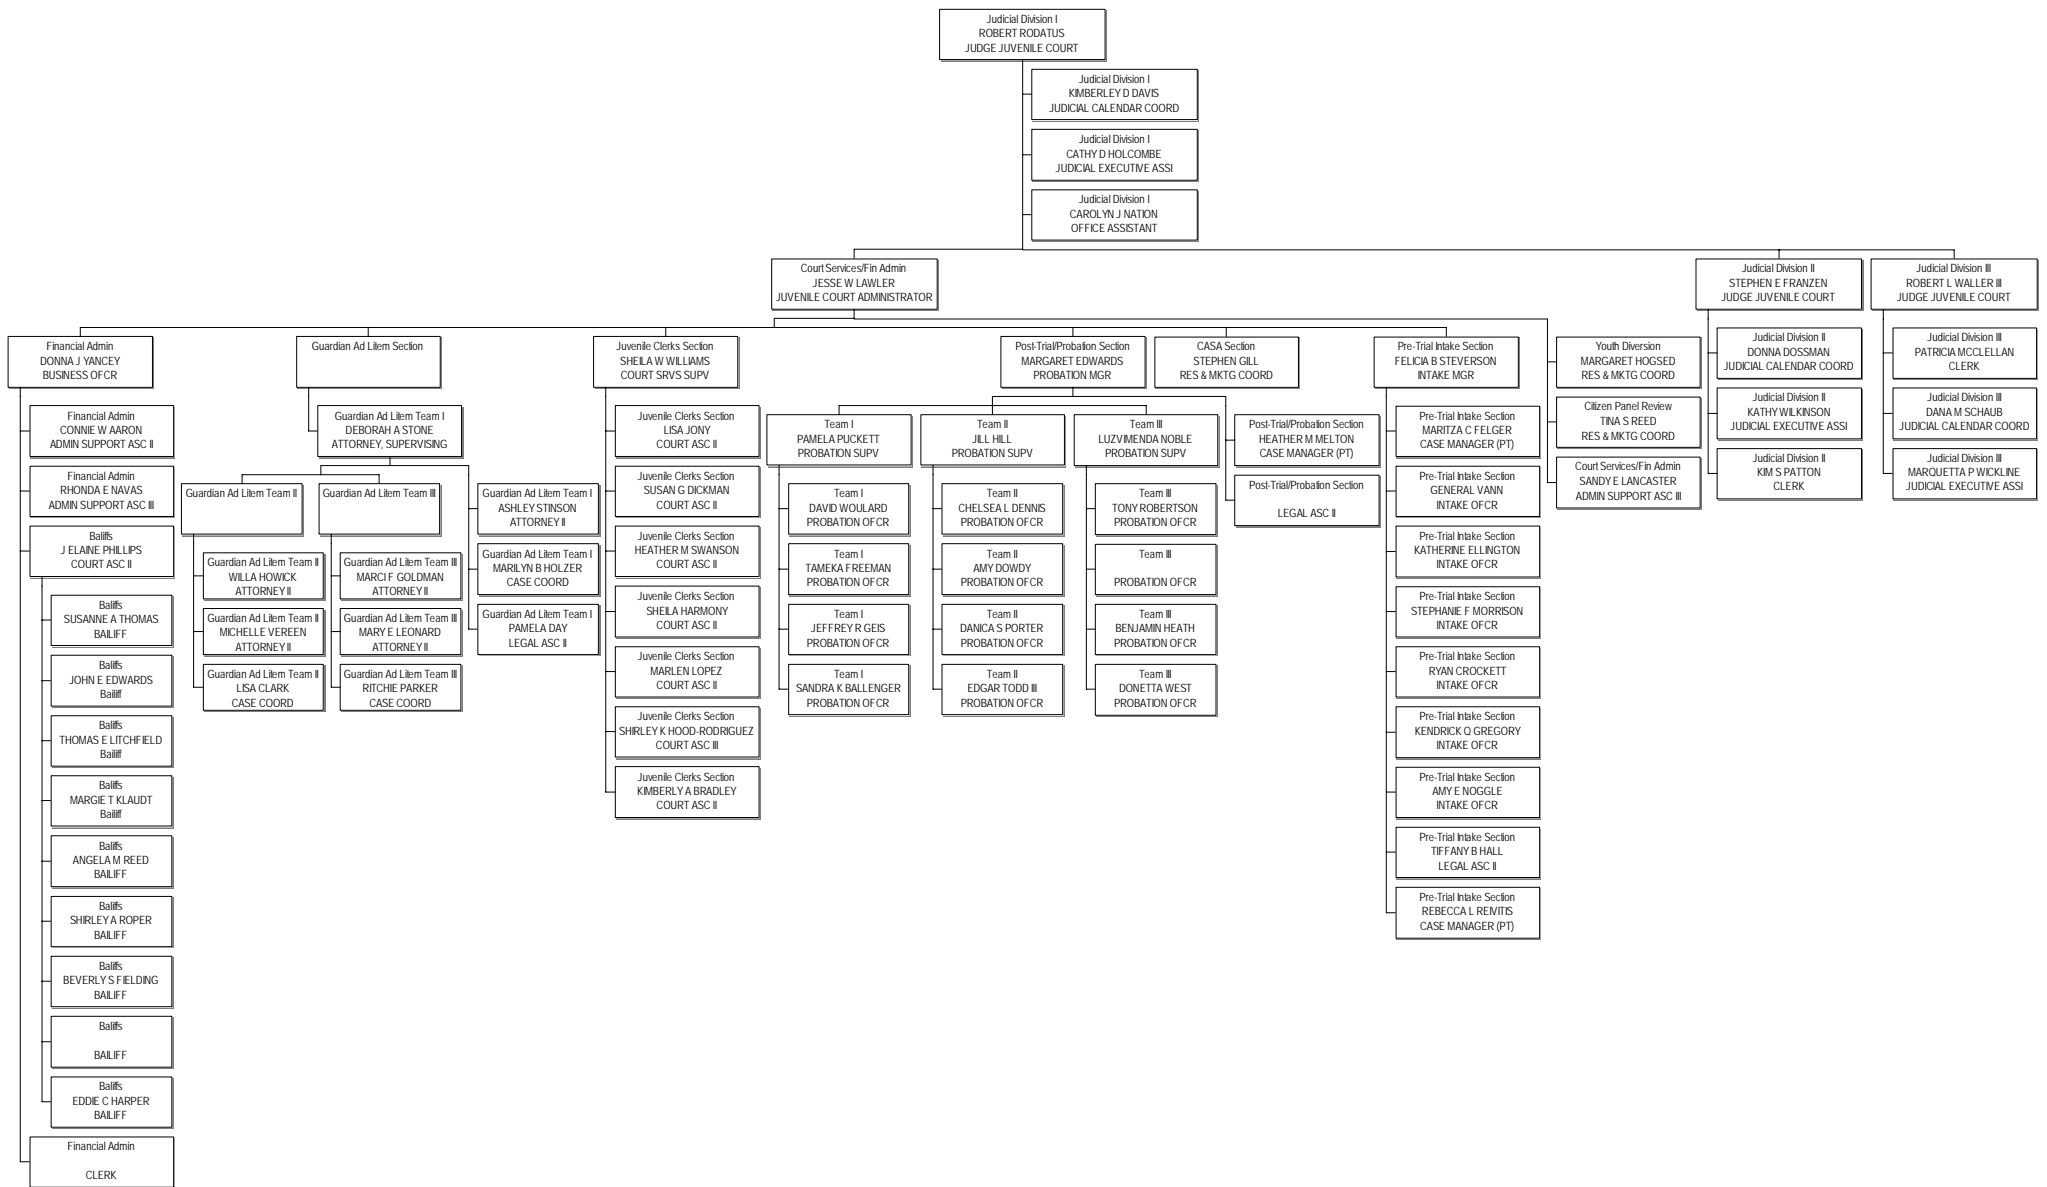 Judicial Division I
ROBERT RODATUS
JUDGE JUVENILE COURT
Judicial Division I
KIMBERLEY D DAVIS
JUDICIAL CALENDAR COORD
Judicial Division I
CATHY D HOLCOMBE
JUDICIAL EXECUTIVE ASSI
Judicial Division I
CAROLYN J NATION
OFFICE ASSISTANT
Court Services/Fin Admin
JESSE W LAWLER
JUVENILE COURT ADMINISTRATOR
Financial Admin
DONNA J YANCEY
BUSINESS OFCR
Financial Admin
CONNIE W AARON
ADMIN SUPPORT ASC II
Financial Admin
RHONDA E NAVAS
ADMIN SUPPORT ASC III
Baliffs
J ELAINE PHILLIPS
COURT ASC II
Baliffs
SUSANNE A THOMAS
BAILIFF
Baliffs
JOHN E EDWARDS
Bailiff
Baliffs
THOMAS E LITCHFIELD
Bailiff
Baliffs
MARGIE T KLAUDT
Bailiff
Baliffs
ANGELA M REED
BAILIFF
Baliffs
SHIRLEY A ROPER
BAILIFF
Baliffs
BEVERLY S FIELDING
BAILIFF
Baliffs
BAILIFF
Baliffs
EDDIE C HARPER
BAILIFF
Financial Admin
CLERK
Guardian Ad Litem Section
Guardian Ad Litem Team I
DEBORAH A STONE
ATTORNEY, SUPERVISING
Guardian Ad Litem Team II
Guardian Ad Litem Team II
WILLA HOWICK
ATTORNEY II
Guardian Ad Litem Team II
MICHELLE VEREEN
ATTORNEY II
Guardian Ad Litem Team II
LISA CLARK
CASE COORD
Guardian Ad Litem Team III
Guardian Ad Litem Team III
MARCI F GOLDMAN
ATTORNEY II
Guardian Ad Litem Team III
MARY E LEONARD
ATTORNEY II
Guardian Ad Litem Team III
RITCHIE PARKER
CASE COORD
Guardian Ad Litem Team I
ASHLEY STINSON
ATTORNEY II
Guardian Ad Litem Team I
MARILYN B HOLZER
CASE COORD
Guardian Ad Litem Team I
PAMELA DAY
LEGAL ASC II
Juvenile Clerks Section
SHEILA W WILLIAMS
COURT SRVS SUPV
Juvenile Clerks Section
LISA JONY
COURT ASC II
Juvenile Clerks Section
SUSAN G DICKMAN
COURT ASC II
Juvenile Clerks Section
HEATHER M SWANSON
COURT ASC II
Juvenile Clerks Section
SHEILA HARMONY
COURT ASC II
Juvenile Clerks Section
MARLEN LOPEZ
COURT ASC II
Juvenile Clerks Section
SHIRLEY K HOOD-RODRIGUEZ
COURT ASC III
Juvenile Clerks Section
KIMBERLY A BRADLEY
COURT ASC II
Post-Trial/Probation Section
MARGARET EDWARDS
PROBATION MGR
Team I
PAMELA PUCKETT
PROBATION SUPV
Team I
DAVID WOULARD
PROBATION OFCR
Team I
TAMEKA FREEMAN
PROBATION OFCR
Team I
JEFFREY R GEIS
PROBATION OFCR
Team I
SANDRA K BALLENGER
PROBATION OFCR
Team II
JILL HILL
PROBATION SUPV
Team II
CHELSEA L DENNIS
PROBATION OFCR
Team II
AMY DOWDY
PROBATION OFCR
Team II
DANICA S PORTER
PROBATION OFCR
Team II
EDGAR TODD III
PROBATION OFCR
Team III
LUZVIMENDA NOBLE
PROBATION SUPV
Team III
TONY ROBERTSON
PROBATION OFCR
Team III
PROBATION OFCR
Team III
BENJAMIN HEATH
PROBATION OFCR
Team III
DONETTA WEST
PROBATION OFCR
Post-Trial/Probation Section
HEATHER M MELTON
CASE MANAGER (PT)
Post-Trial/Probation Section
LEGAL ASC II
CASA Section
STEPHEN GILL
RES & MKTG COORD
Pre-Trial Intake Section
FELICIA B STEVERSON
INTAKE MGR
Pre-Trial Intake Section
MARITZA C FELGER
CASE MANAGER (PT)
Pre-Trial Intake Section
GENERAL VANN
INTAKE OFCR
Pre-Trial Intake Section
KATHERINE ELLINGTON
INTAKE OFCR
Pre-Trial Intake Section
STEPHANIE F MORRISON
INTAKE OFCR
Pre-Trial Intake Section
RYAN CROCKETT
INTAKE OFCR
Pre-Trial Intake Section
KENDRICK Q GREGORY
INTAKE OFCR
Pre-Trial Intake Section
AMY E NOGGLE
INTAKE OFCR
Pre-Trial Intake Section
TIFFANY B HALL
LEGAL ASC II
Pre-Trial Intake Section
REBECCA L REIVITIS
CASE MANAGER (PT)
Youth Diversion
MARGARET HOGSED
RES & MKTG COORD
Citizen Panel Review
TINA S REED
RES & MKTG COORD
Court Services/Fin Admin
SANDY E LANCASTER
ADMIN SUPPORT ASC III
Judicial Division II
STEPHEN E FRANZEN
JUDGE JUVENILE COURT
Judicial Division II
DONNA DOSSMAN
JUDICIAL CALENDAR COORD
Judicial Division II
KATHY WILKINSON
JUDICIAL EXECUTIVE ASSI
Judicial Division II
KIM S PATTON
CLERK
Judicial Division III
ROBERT L WALLER III
JUDGE JUVENILE COURT
Judicial Division III
PATRICIA MCCLELLAN
CLERK
Judicial Division III
DANA M SCHAUB
JUDICIAL CALENDAR COORD
Judicial Division III
MARQUETTA P WICKLINE
JUDICIAL EXECUTIVE ASSI